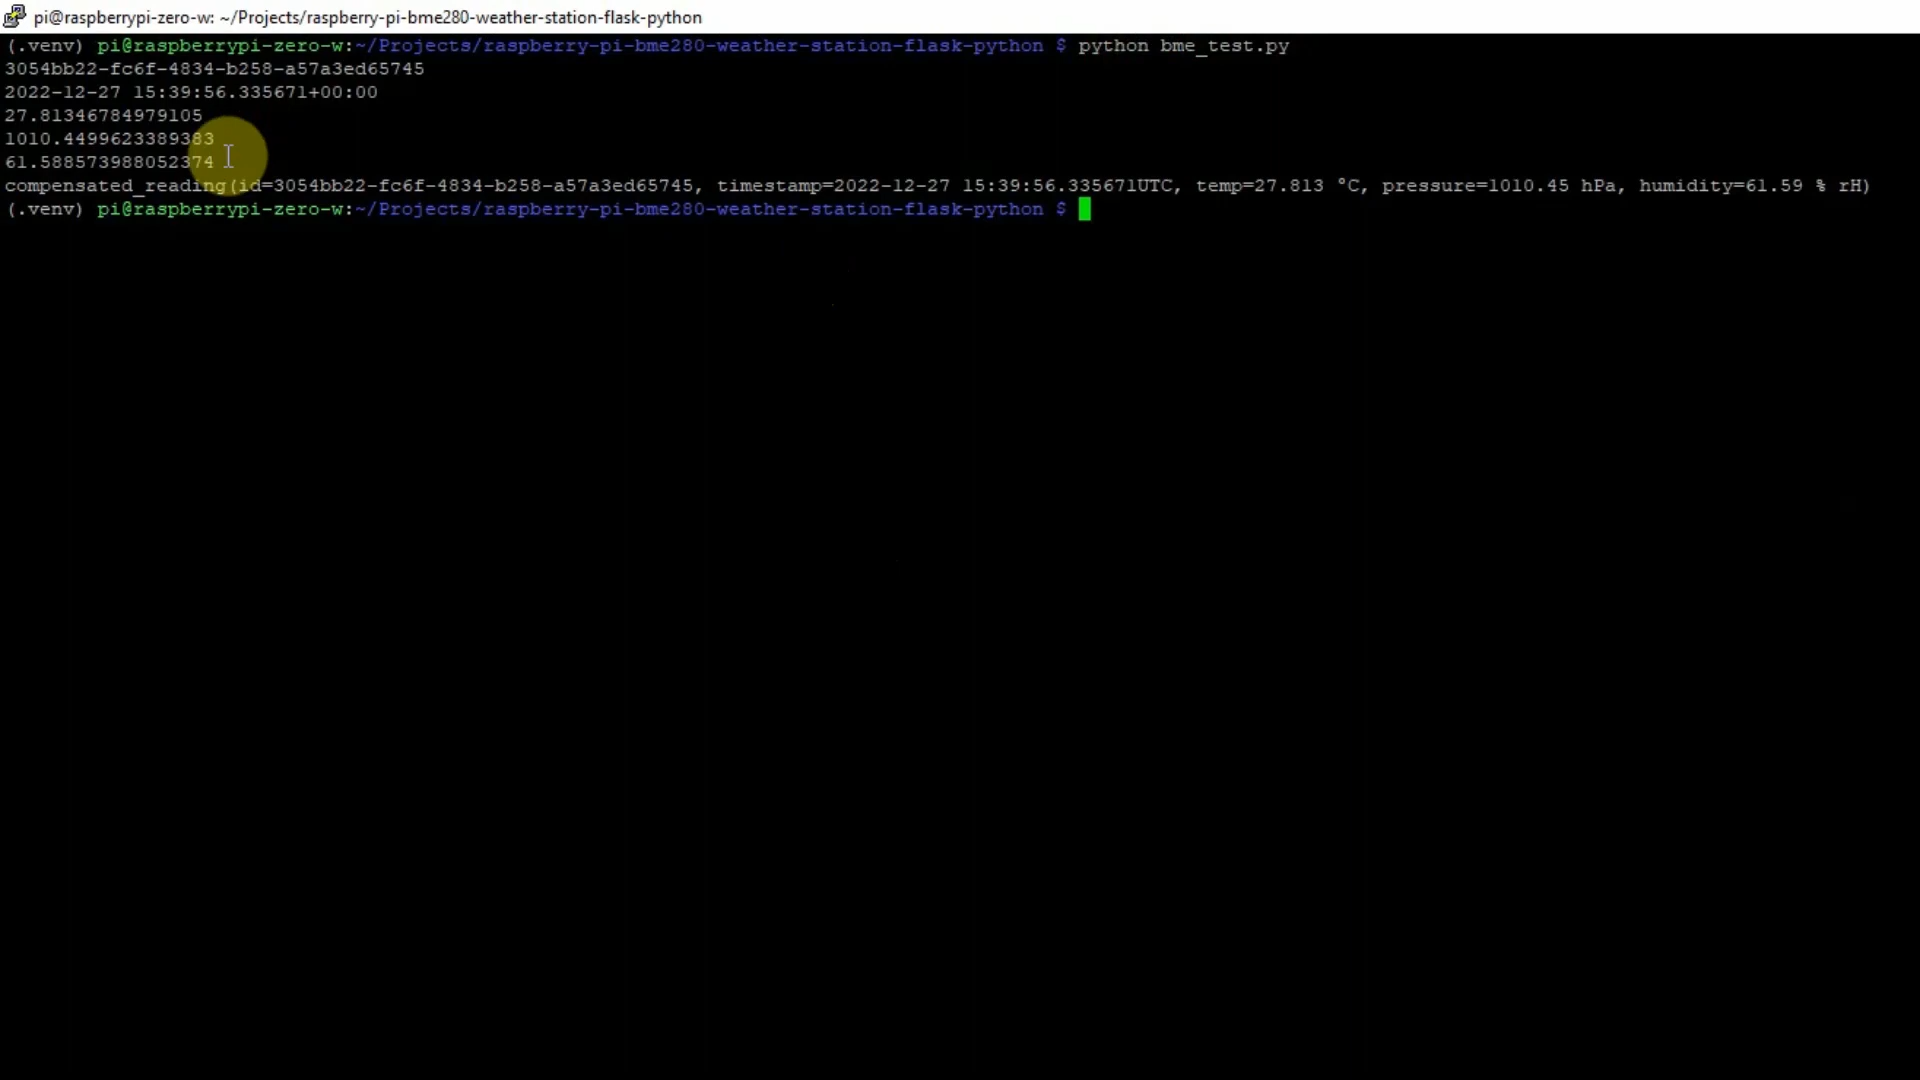 pi@raspberrypi-zero-w: ~/Projects/raspberry-pi-bme280-weather-station-flask-python
(.venv) pi@raspberrypi-zero-w:~/Projects/raspberry-pi-bme280-weather-station-flask-python $ python bme_test.py
3054bb22-fc6f-4834-b258-a57a3ed65745
2022-12-27 15:39:56.335671+00:00
27.81346784979105
1010.4499623389383
61.588573988052374
compensated_reading(id=3054bb22-fc6f-4834-b258-a57a3ed65745, timestamp=2022-12-27 15:39:56.335671UTC, temp=27.813 °C, pressure=1010.45 hPa, humidity=61.59 % rH)
(.venv) pi@raspberrypi-zero-w:~/Projects/raspberry-pi-bme280-weather-station-flask-python $